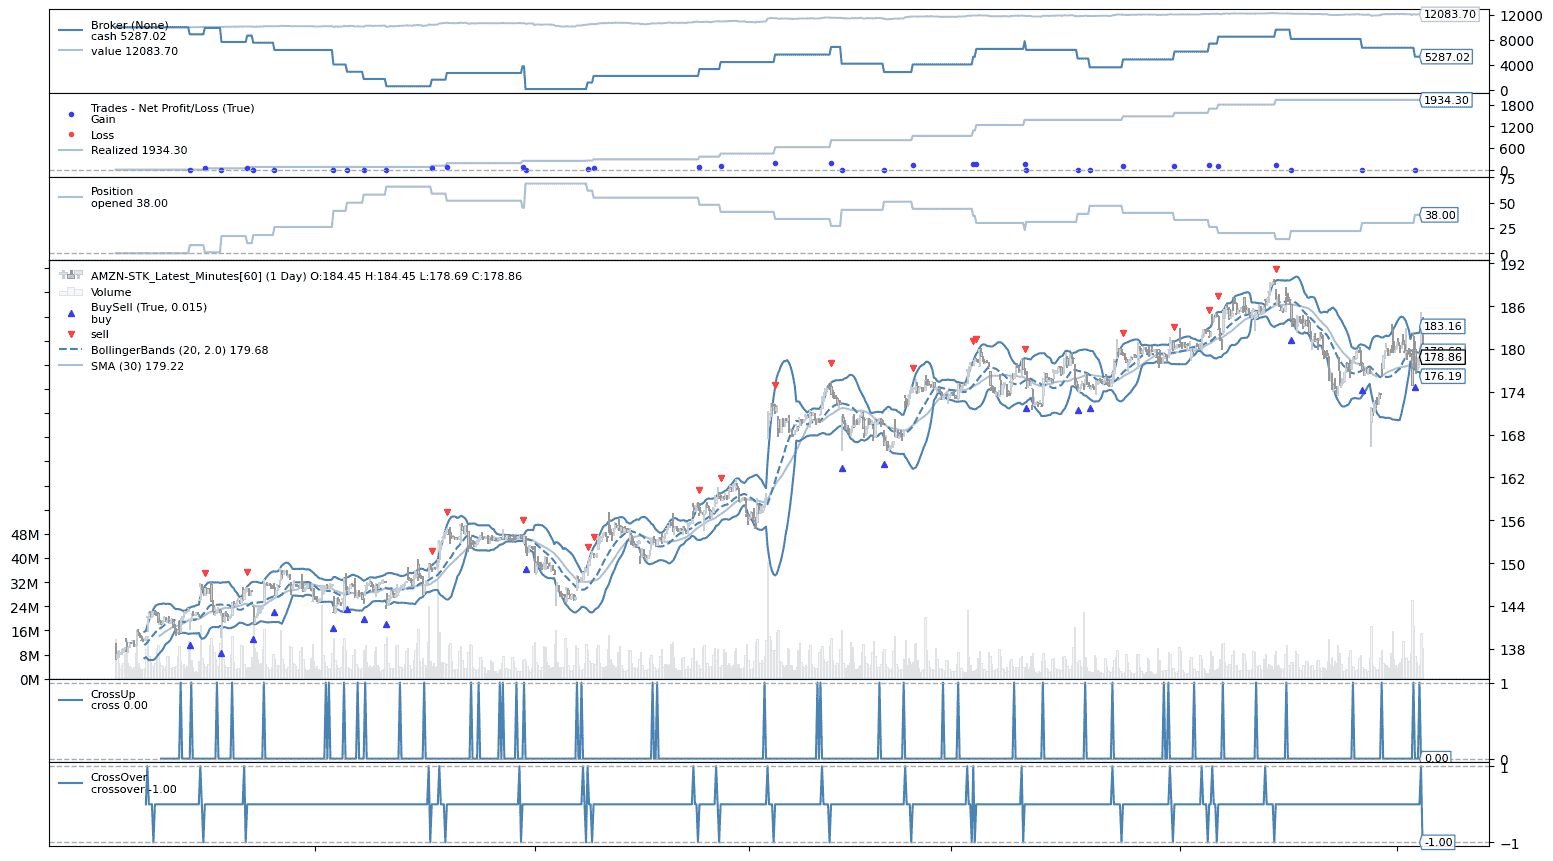 Broker (None)
cash 5287.02
value 12083.70
12083.70
5287.02
12000
8000
4000
0
Trades - Net Profit/Loss (True)
Gain
Loss
Realized 1934.30
1934.30
1800
1200
600
0
Position
opened 38.00
38.00
75
50
25
0
AMZN-STK_Latest_Minutes[60] (1 Day) O:184.45 H:184.45 L:178.69 C:178.86
Volume
BuySell (True, 0.015)
buy
sell
BollingerBands (20, 2.0) 179.68
SMA (30) 179.22
48M
40M
32M
24M
16M
8M
0M
192
186
183.16
180
178.86
176.19
174
168
162
156
150
144
138
CrossUp
cross 0.00
1
0.00
0
CrossOver
crossover -1.00
1
-1.00
−1